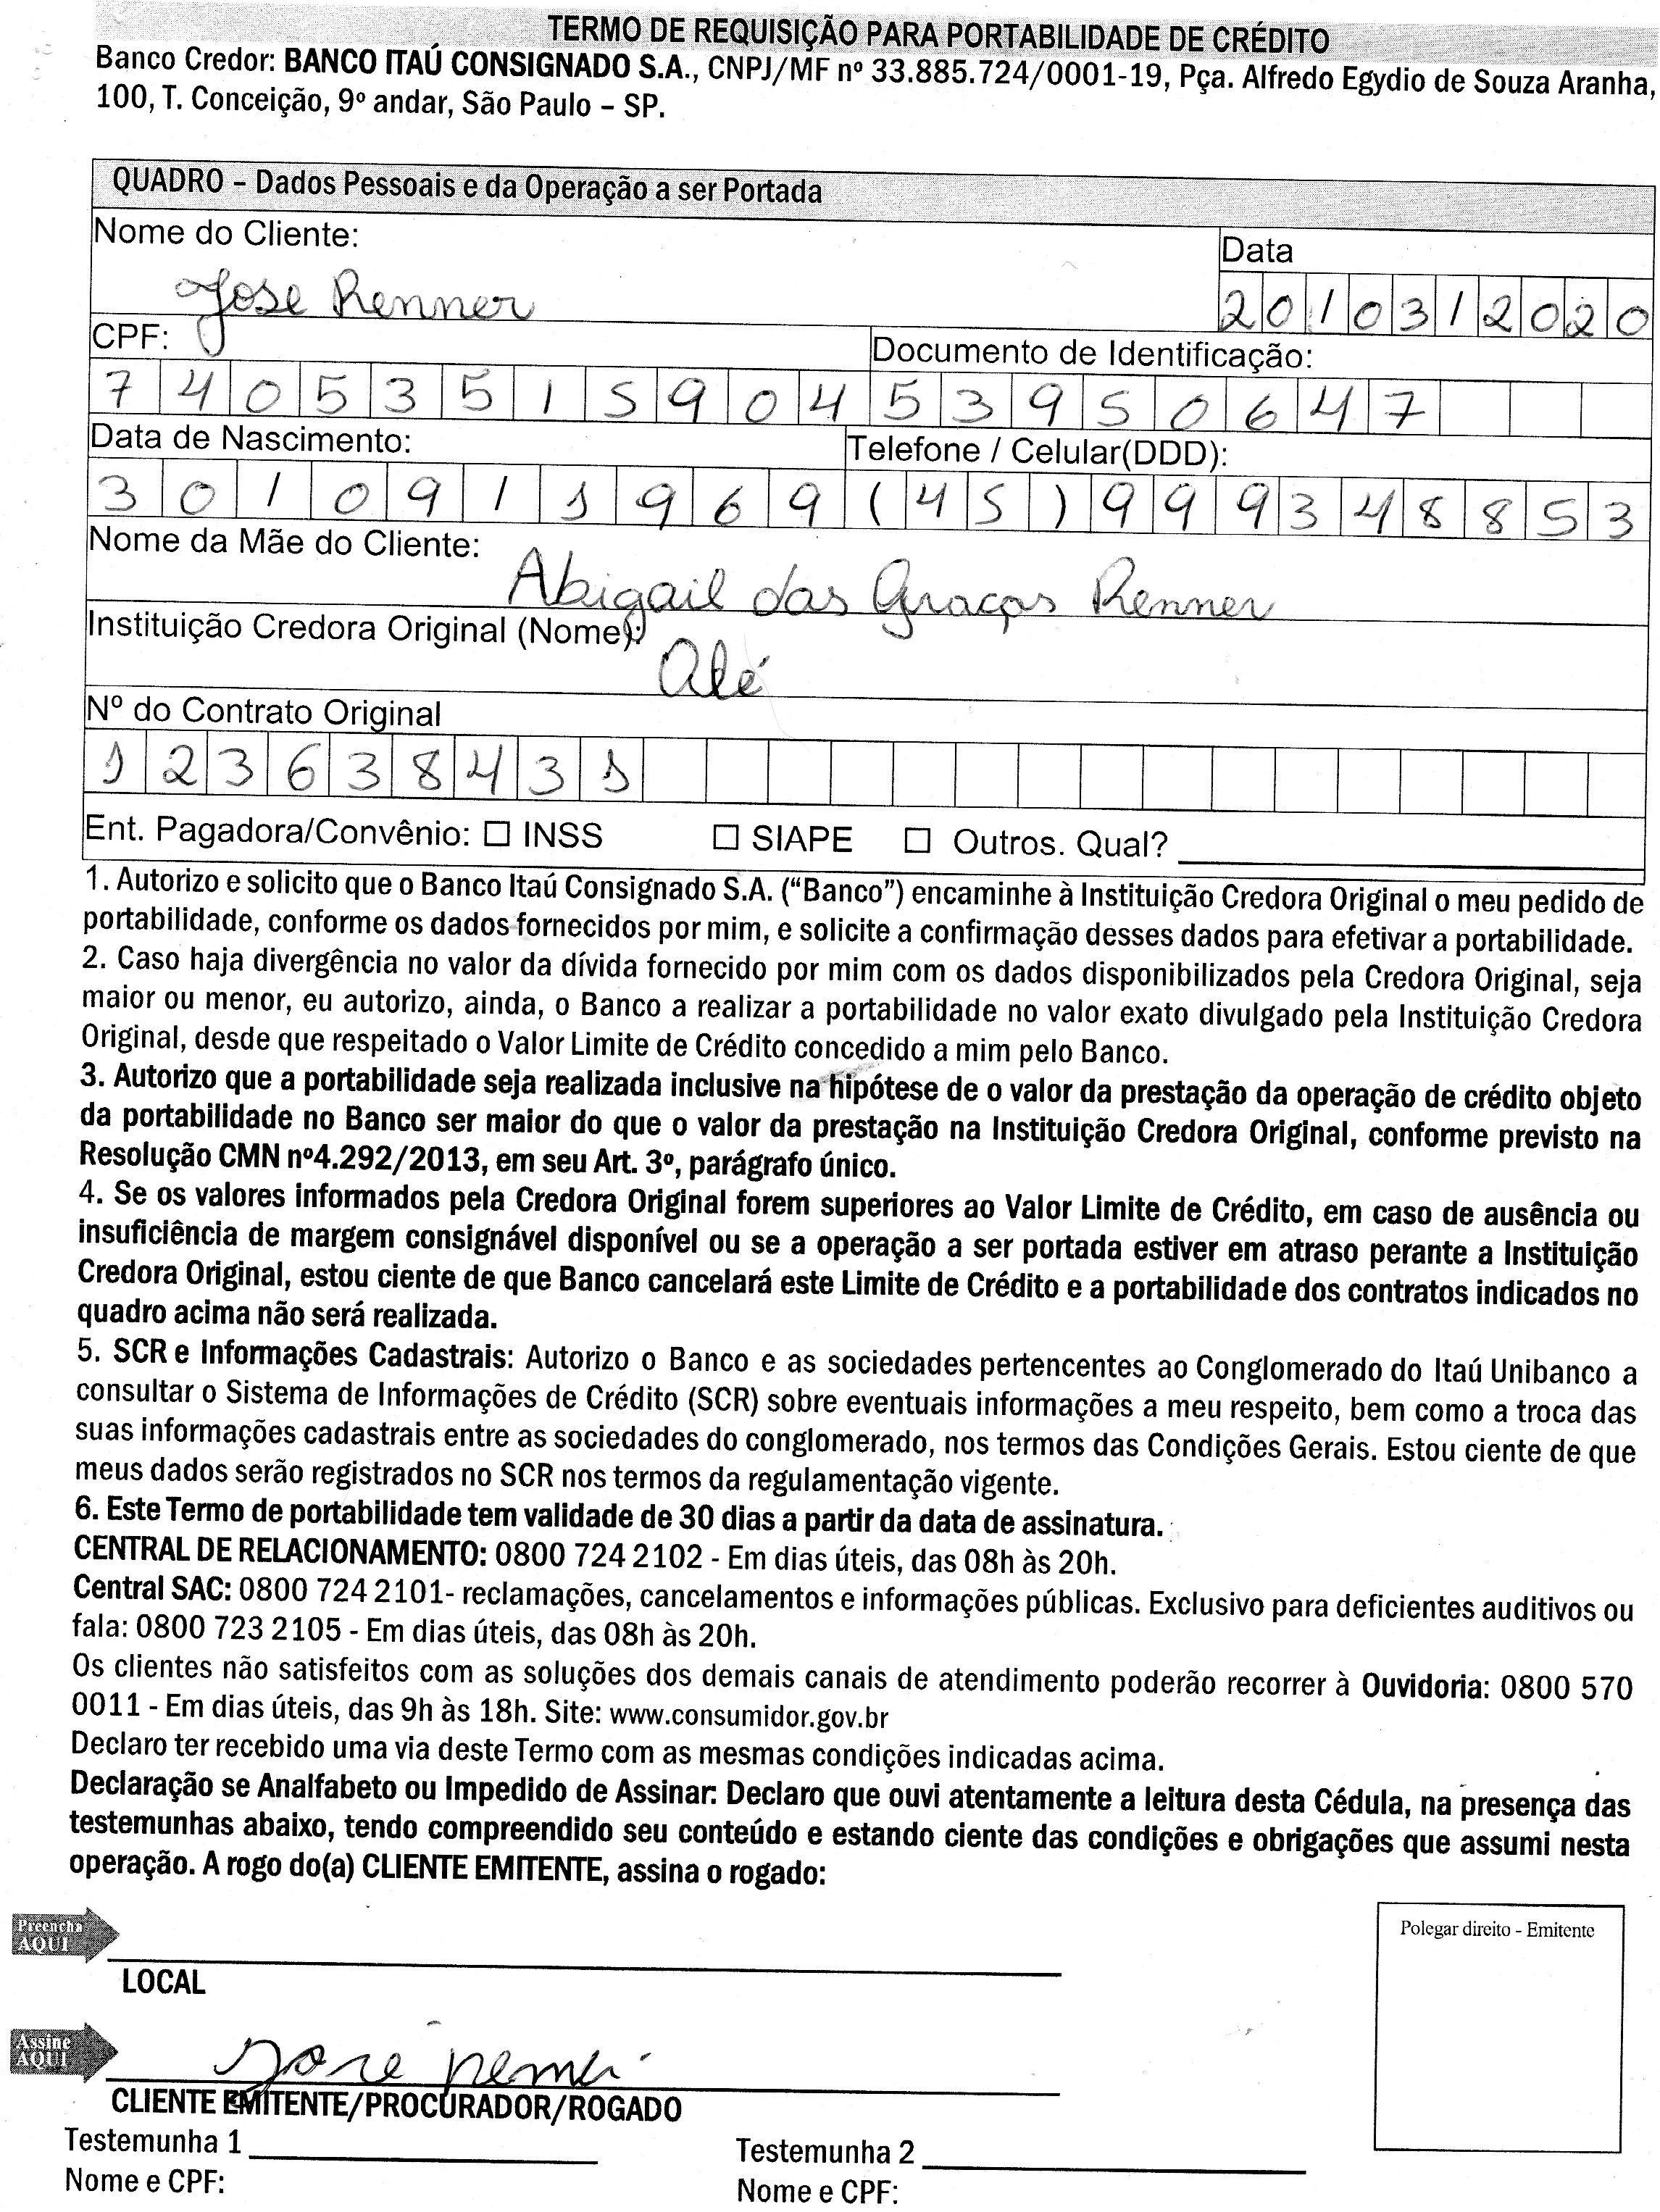 TERMO DE REQUISIÇÃO PARA PORTABILIDADE DE CRÉDITO
Banco Credor: BANCO ITAÚ CONSIGNADO S.A., CNPJ/MF nº 33.885.724/0001-19, Pça. Alfredo Egydio de Souza Aranha,
100, T. Conceição, 9º andar, São Paulo – SP.
QUADRO – Dados Pessoais e da Operação a ser Portada
Nome do Cliente:
Jose Renner
Data
20/03/2020
CPF:
74053515904
Documento de Identificação:
53950647
Data de Nascimento:
30/09/1969
Telefone / Celular(DDD):
(45)999348853
Nome da Mãe do Cliente:
Abigail das Graças Renner
Instituição Credora Original (Nome):
Olé
Nº do Contrato Original
123638431
Ent. Pagadora/Convênio: ☐ INSS ☐ SIAPE ☐ Outros. Qual?
1. Autorizo e solicito que o Banco Itaú Consignado S.A. (“Banco”) encaminhe à Instituição Credora Original o meu pedido de
portabilidade, conforme os dados fornecidos por mim, e solicite a confirmação desses dados para efetivar a portabilidade.
2. Caso haja divergência no valor da dívida fornecido por mim com os dados disponibilizados pela Credora Original, seja
maior ou menor, eu autorizo, ainda, o Banco a realizar a portabilidade no valor exato divulgado pela Instituição Credora
Original, desde que respeitado o Valor Limite de Crédito concedido a mim pelo Banco.
3. Autorizo que a portabilidade seja realizada inclusive na hipótese de o valor da prestação da operação de crédito objeto
da portabilidade no Banco ser maior do que o valor da prestação na Instituição Credora Original, conforme previsto na
Resolução CMN nº4.292/2013, em seu Art. 3º, parágrafo único.
4. Se os valores informados pela Credora Original forem superiores ao Valor Limite de Crédito, em caso de ausência ou
insuficiência de margem consignável disponível ou se a operação a ser portada estiver em atraso perante a Instituição
Credora Original, estou ciente de que Banco cancelará este Limite de Crédito e a portabilidade dos contratos indicados no
quadro acima não será realizada.
5. SCR e Informações Cadastrais: Autorizo o Banco e as sociedades pertencentes ao Conglomerado do Itaú Unibanco a
consultar o Sistema de Informações de Crédito (SCR) sobre eventuais informações a meu respeito, bem como a troca das
suas informações cadastrais entre as sociedades do conglomerado, nos termos das Condições Gerais. Estou ciente de que
meus dados serão registrados no SCR nos termos da regulamentação vigente.
6. Este Termo de portabilidade tem validade de 30 dias a partir da data de assinatura.
CENTRAL DE RELACIONAMENTO: 0800 724 2102 - Em dias úteis, das 08h às 20h.
Central SAC: 0800 724 2101- reclamações, cancelamentos e informações públicas. Exclusivo para deficientes auditivos ou
fala: 0800 723 2105 - Em dias úteis, das 08h às 20h.
Os clientes não satisfeitos com as soluções dos demais canais de atendimento poderão recorrer à Ouvidoria: 0800 570
0011 - Em dias úteis, das 9h às 18h. Site: www.consumidor.gov.br
Declaro ter recebido uma via deste Termo com as mesmas condições indicadas acima.
Declaração se Analfabeto ou Impedido de Assinar: Declaro que ouvi atentamente a leitura desta Cédula, na presença das
testemunhas abaixo, tendo compreendido seu conteúdo e estando ciente das condições e obrigações que assumi nesta
operação. A rogo do(a) CLIENTE EMITENTE, assina o rogado:
Preencha
AQUI
LOCAL
Polegar direito - Emitente
Assine
AQUI
José
CLIENTE EMITENTE/PROCURADOR/ROGADO
Testemunha 1
Testemunha 2
Nome e CPF:
Nome e CPF: